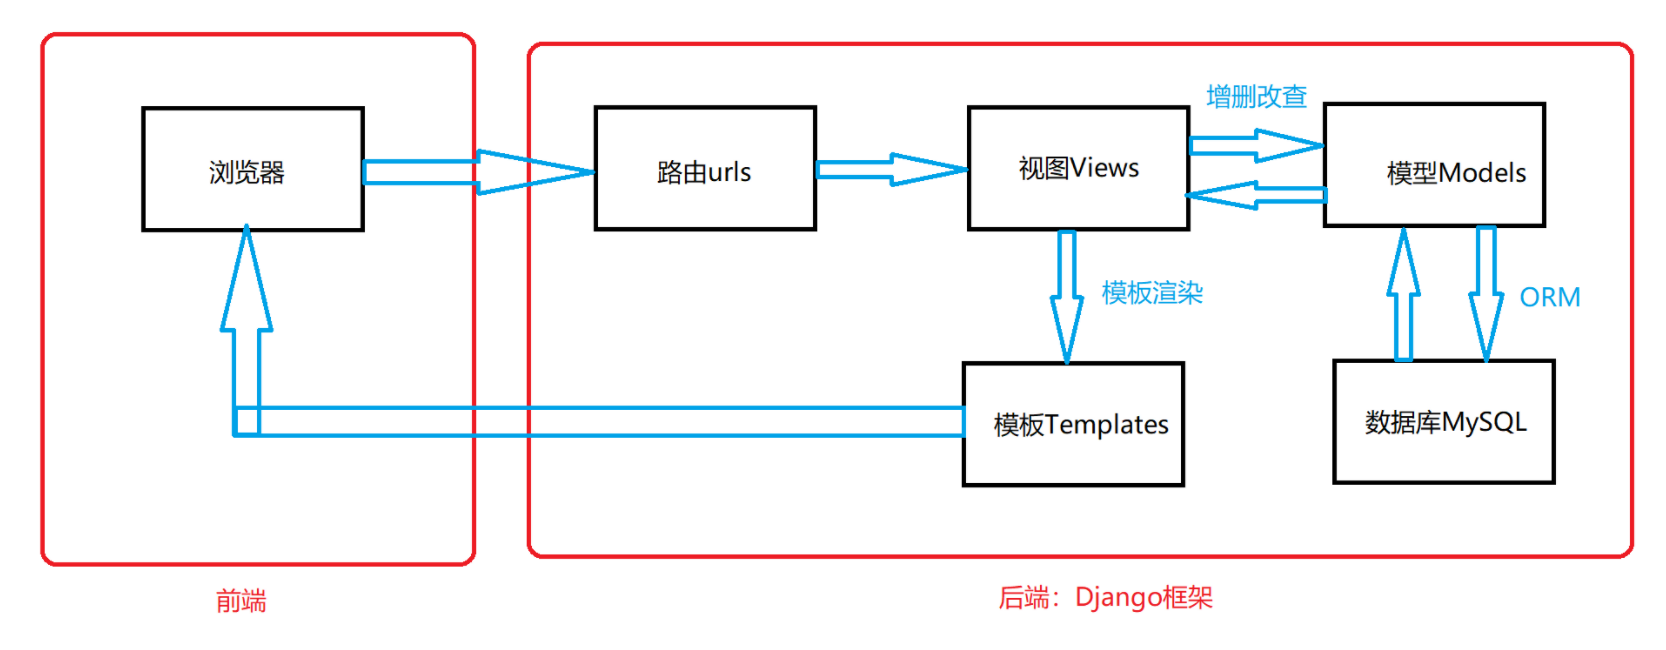 增删改查
浏览器
路由urls
视图Views
模型Models
模板渲染
ORM
模板Templates
数据库MySQL
前端
后端：Django框架